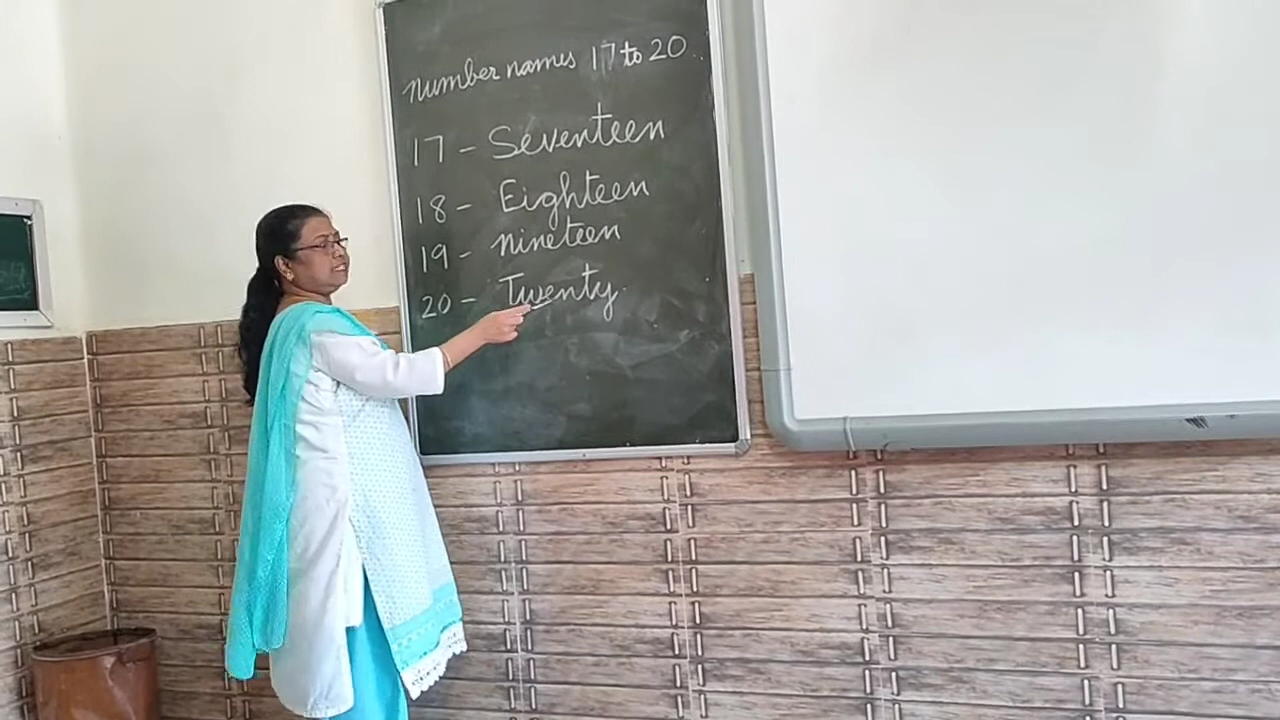 Number names 17 to 20
17 - Seventeen
18 - Eighteen
19 - Nineteen
20 - Twenty